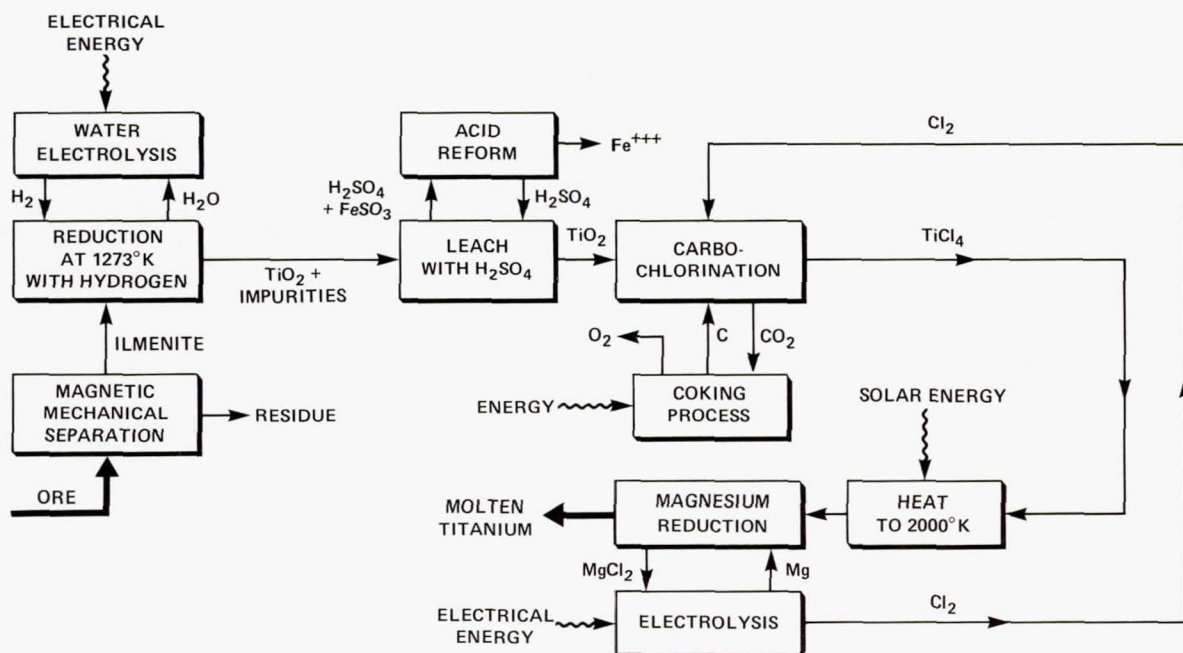 ELECTRICAL
ENERGY
WATER
ELECTROLYSIS
H₂
H₂O
REDUCTION
AT 1273°K
WITH HYDROGEN
ILMENITE
MAGNETIC
MECHANICAL
SEPARATION
RESIDUE
ORE
TiO₂ +
IMPURITIES
ACID
REFORM
Fe⁺⁺⁺
H₂SO₄
+ FeSO₃
H₂SO₄
LEACH
WITH H₂SO₄
TiO₂
CARBO-
CHLORINATION
Cl₂
TiCl₄
O₂
C
CO₂
ENERGY
COKING
PROCESS
SOLAR ENERGY
HEAT
TO 2000°K
MAGNESIUM
REDUCTION
MOLTEN
TITANIUM
MgCl₂
Mg
ELECTRICAL
ENERGY
ELECTROLYSIS
Cl₂